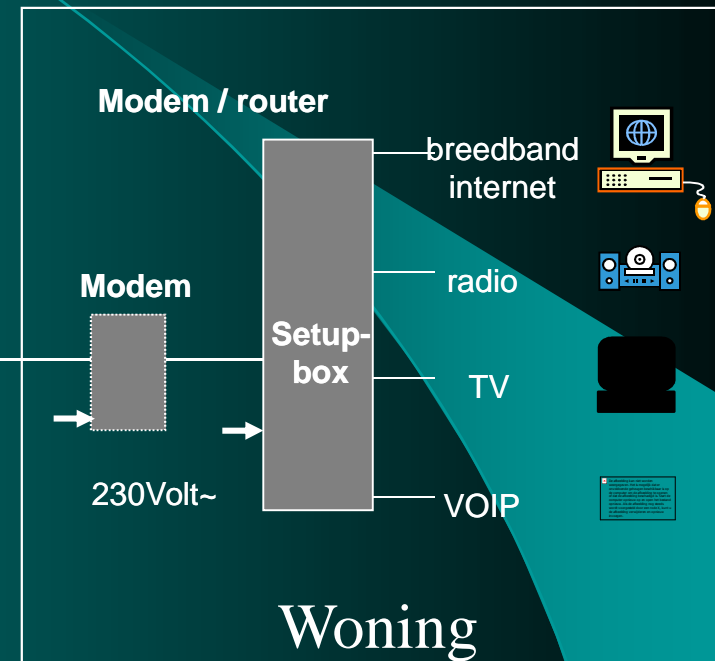 Modem / router
breedband
internet
radio
Modem
Setup-
box
TV
230Volt~
VOIP
Woning